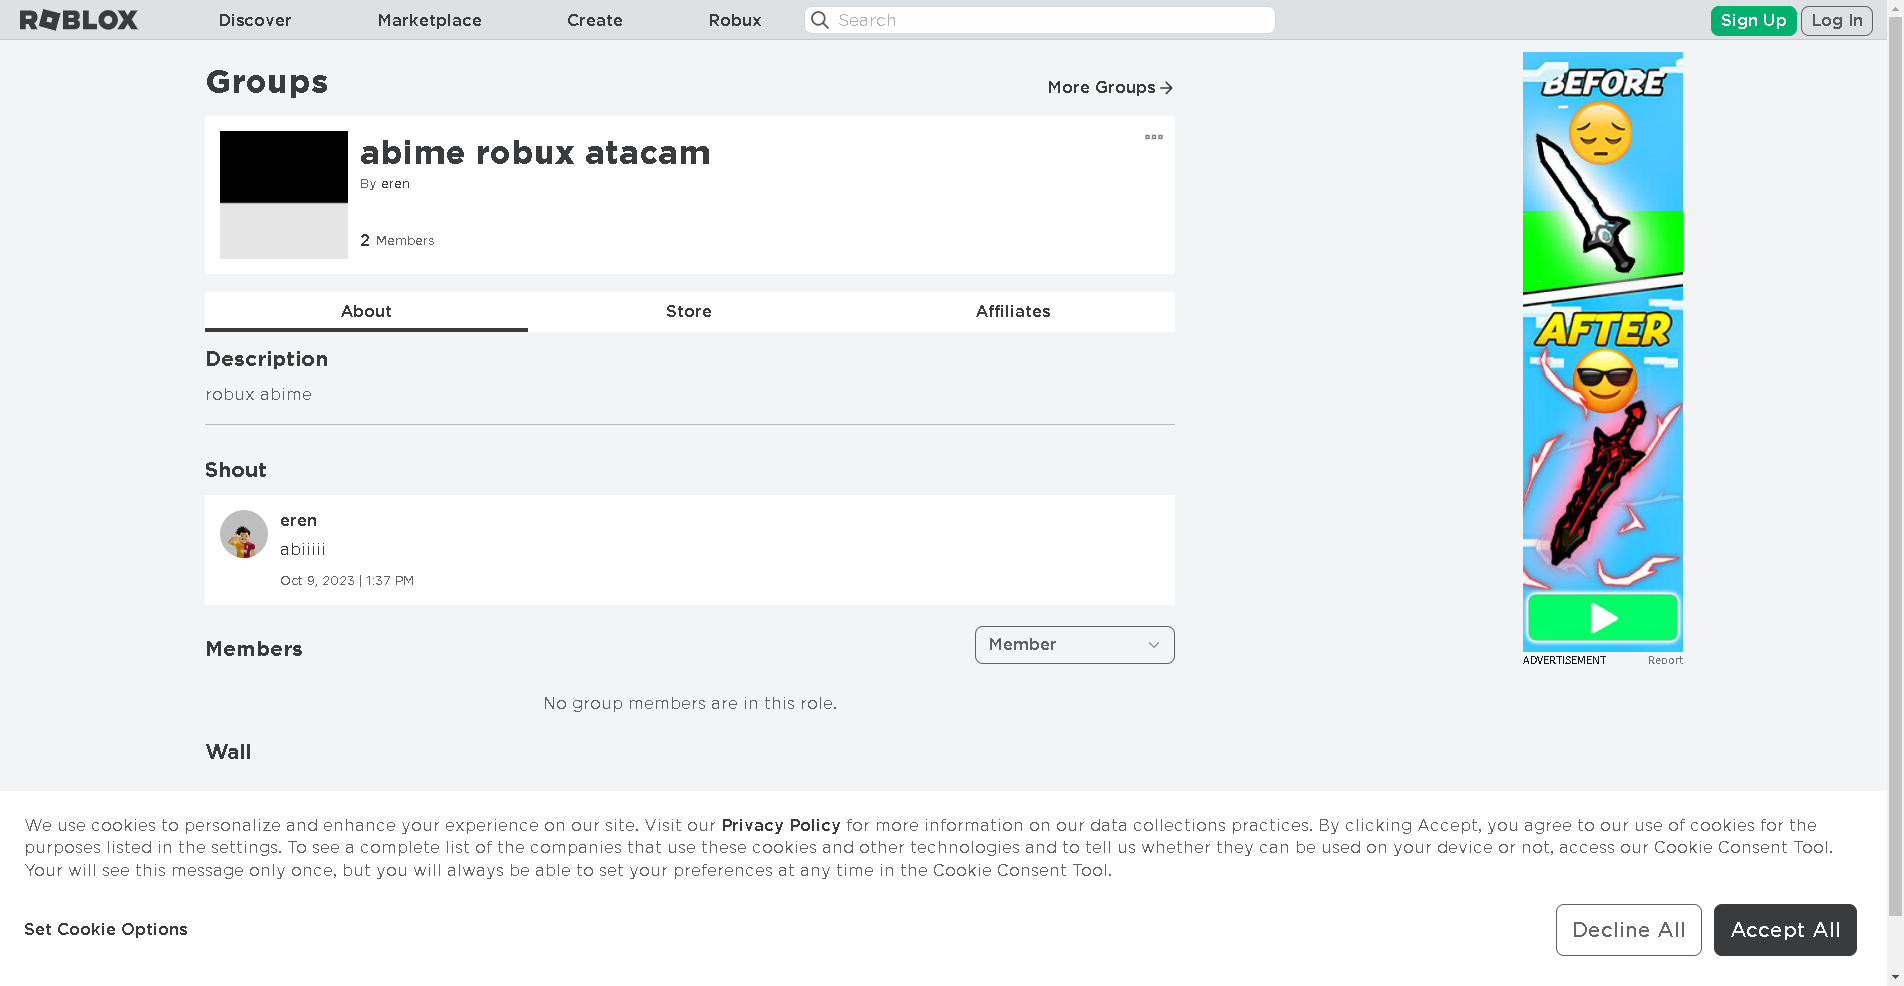 ROBLOX
Discover
Marketplace
Create
Robux
Search
Sign Up
Log In
Groups
More Groups
abime robux atacam
By eren
2 Members
About
Store
Affiliates
Description
robux abime
Shout
eren
abiiiii
Oct 9, 2023 | 1:37 PM
Members
Member
No group members are in this role.
Wall
BEFORE
AFTER
ADVERTISEMENT
Report
We use cookies to personalize and enhance your experience on our site. Visit our Privacy Policy for more information on our data collections practices. By clicking Accept, you agree to our use of cookies for the
purposes listed in the settings. To see a complete list of the companies that use these cookies and other technologies and to tell us whether they can be used on your device or not, access our Cookie Consent Tool.
Your will see this message only once, but you will always be able to set your preferences at any time in the Cookie Consent Tool.
Set Cookie Options
Decline All
Accept All